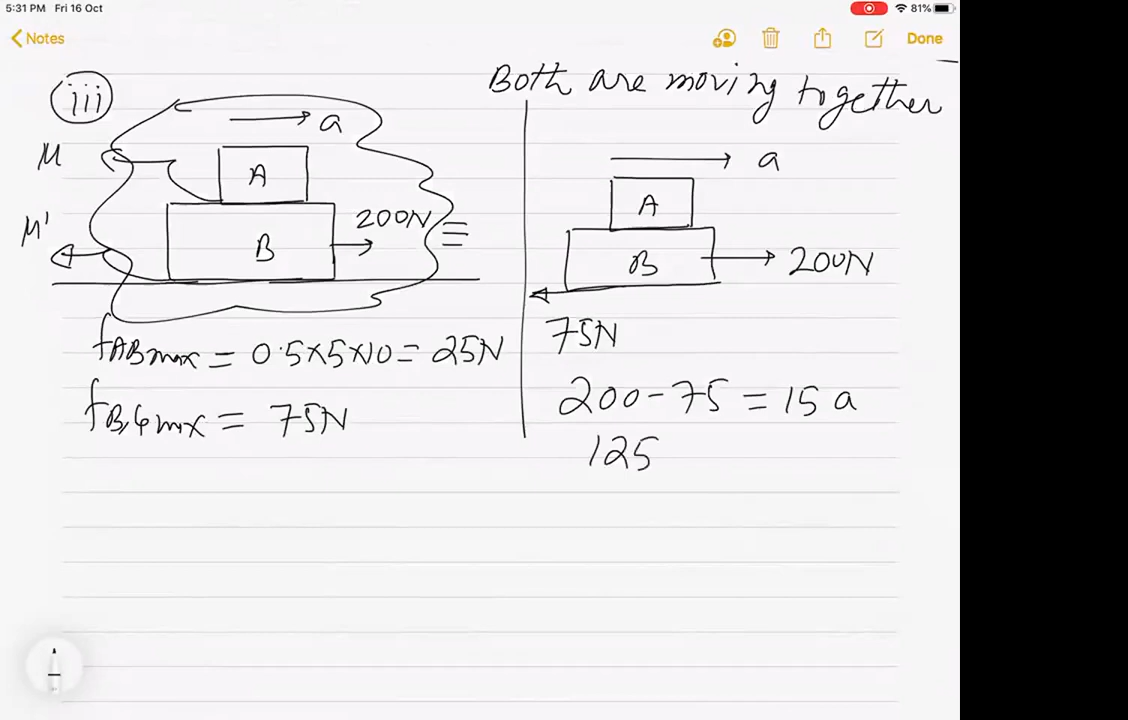 5:31 PM Fri 16 Oct
81%
Notes
Done
iii
Both are moving together
a
μ
A
μ'
200N
B
≡
fABmax = 0.5×5×10 = 25N
fB,Gmax = 75N
a
A
B
200N
75N
200-75 = 15 a
125